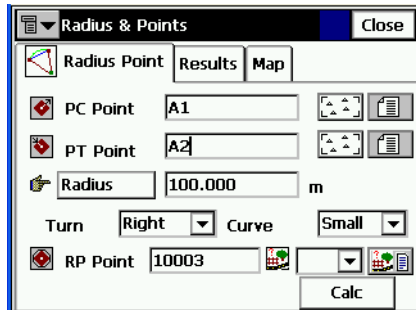 Radius & Points Close
Radius Point Results Map
PC Point A1
PT Point A2
Radius 100.000 m
Turn Right Curve Small
RP Point 10003
Calc